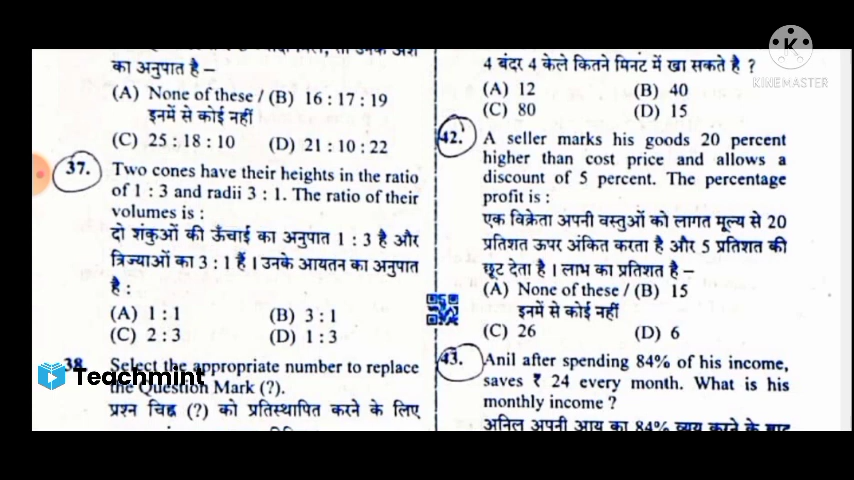 का अनुपात है –
(A) None of these / (B) 16 : 17 : 19
इनमें से कोई नहीं
(C) 25 : 18 : 10 (D) 21 : 10 : 22
37. Two cones have their heights in the ratio
of 1 : 3 and radii 3 : 1. The ratio of their
volumes is :
दो शंकुओं की ऊँचाई का अनुपात 1 : 3 है और
त्रिज्याओं का 3 : 1 हैं । उनके आयतन का अनुपात
है :
(A) 1 : 1 (B) 3 : 1
(C) 2 : 3 (D) 1 : 3
38. Select the appropriate number to replace
the Question Mark (?).
प्रश्न चिह्न (?) को प्रतिस्थापित करने के लिए
Teachmint
4 बंदर 4 केले कितने मिनट में खा सकते है ?
(A) 12 (B) 40
(C) 80 (D) 15
42. A seller marks his goods 20 percent
higher than cost price and allows a
discount of 5 percent. The percentage
profit is :
एक विक्रेता अपनी वस्तुओं को लागत मूल्य से 20
प्रतिशत ऊपर अंकित करता है और 5 प्रतिशत की
छूट देता है । लाभ का प्रतिशत है –
(A) None of these / (B) 15
इनमें से कोई नहीं
(C) 26 (D) 6
43. Anil after spending 84% of his income,
saves ₹ 24 every month. What is his
monthly income ?
अनिल अपनी आय का 84% व्यय करने के बाद
K
KINEMASTER